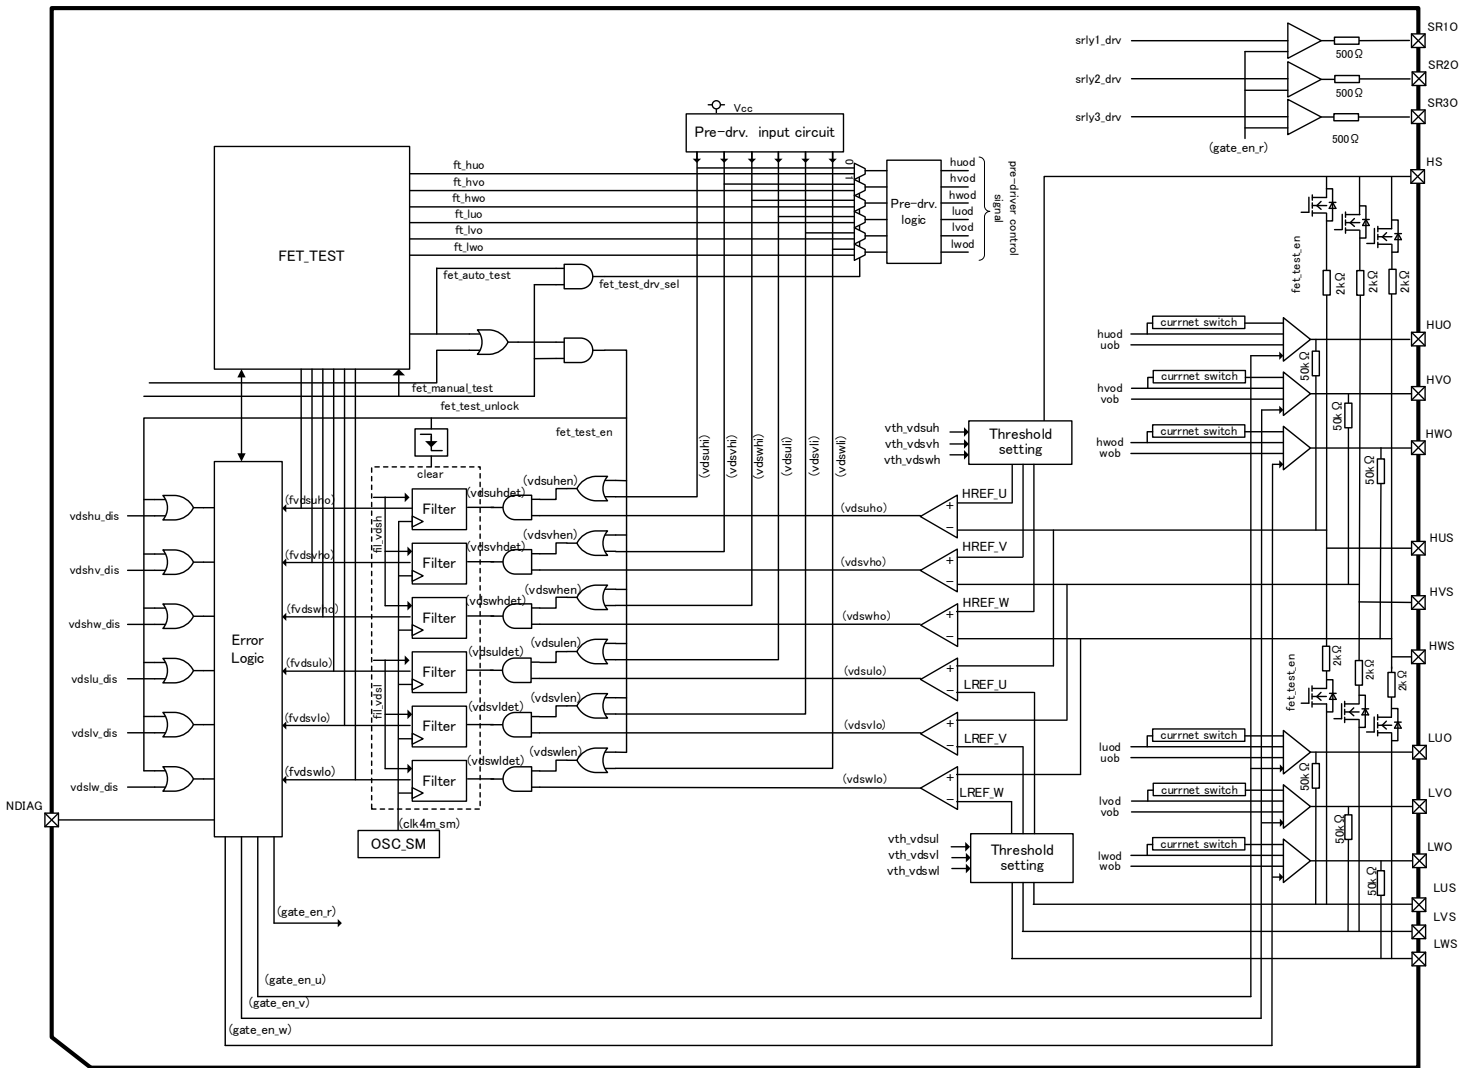 srly1_drv
500Ω
SR1O
srly2_drv
500Ω
SR2O
srly3_drv
500Ω
SR3O
(gate_en_r)
HS
Vcc
Pre-drv. input circuit
FET_TEST
ft_huo
ft_hvo
ft_hwo
ft_luo
ft_lvo
ft_lwo
0
1
Pre-drv.
logic
huod
hvod
hwod
luod
lvod
lwod
pre-driver control
signal
fet_auto_test
fet_test_drv_sel
fet_manual_test
fet_test_unlock
fet_test_en
fet_test_en
2kΩ
2kΩ
2kΩ
currnet switch
huod
uob
50kΩ
HUO
currnet switch
hvod
vob
50kΩ
HVO
currnet switch
hwod
wob
50kΩ
HWO
clear
(vdsuhi)
(vdsvhi)
(vdswhi)
(vdsuli)
(vdsvli)
(vdswli)
vth_vdsuh
vth_vdsvh
vth_vdswh
Threshold
setting
vdshu_dis
vdshv_dis
vdshw_dis
vdslu_dis
vdslv_dis
vdslw_dis
Error
Logic
(fvdsuho)
(fvdsvho)
(fvdswho)
(fvdsulo)
(fvdsvlo)
(fvdswlo)
fil_vdsh
fil_vdsl
Filter
Filter
Filter
Filter
Filter
Filter
(vdsuhdet)
(vdsvhdet)
(vdswhdet)
(vdsuldet)
(vdsvldet)
(vdswldet)
(vdsuhen)
(vdsvhen)
(vdswhen)
(vdsulen)
(vdsvlen)
(vdswlen)
(vdsuho)
(vdsvho)
(vdswho)
(vdsulo)
(vdsvlo)
(vdswlo)
+
−
HREF_U
+
−
HREF_V
+
−
HREF_W
+
−
LREF_U
+
−
LREF_V
+
−
LREF_W
HUS
HVS
HWS
fet_test_en
2kΩ
2kΩ
2kΩ
currnet switch
luod
uob
50kΩ
LUO
currnet switch
lvod
vob
50kΩ
LVO
currnet switch
lwod
wob
50kΩ
LWO
LUS
LVS
LWS
NDIAG
(clk4m_sm)
OSC_SM
vth_vdsul
vth_vdsvl
vth_vdswl
Threshold
setting
(gate_en_r)
(gate_en_u)
(gate_en_v)
(gate_en_w)